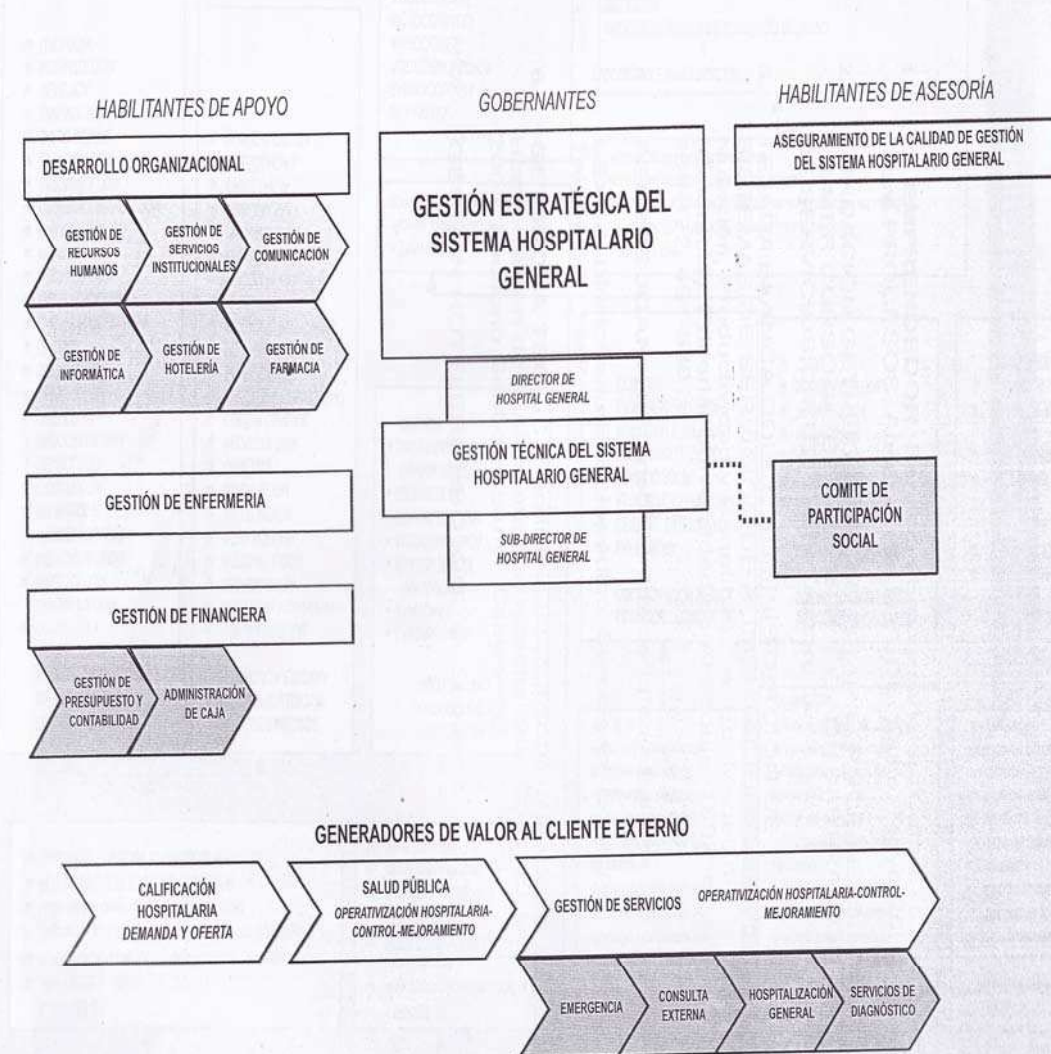 HABILITANTES DE APOYO
GOBERNANTES
HABILITANTES DE ASESORÍA
DESARROLLO ORGANIZACIONAL
GESTIÓN DE
RECURSOS
HUMANOS
GESTIÓN DE
SERVICIOS
INSTITUCIONALES
GESTIÓN DE
COMUNICACIÓN
GESTIÓN DE
INFORMÁTICA
GESTIÓN DE
HOTELERÍA
GESTIÓN DE
FARMACIA
GESTIÓN DE ENFERMERIA
GESTIÓN DE FINANCIERA
GESTIÓN DE
PRESUPUESTO Y
CONTABILIDAD
ADMINISTRACIÓN
DE CAJA
GESTIÓN ESTRATÉGICA DEL
SISTEMA HOSPITALARIO
GENERAL
DIRECTOR DE
HOSPITAL GENERAL
GESTIÓN TÉCNICA DEL SISTEMA
HOSPITALARIO GENERAL
SUB-DIRECTOR DE
HOSPITAL GENERAL
ASEGURAMIENTO DE LA CALIDAD DE GESTIÓN
DEL SISTEMA HOSPITALARIO GENERAL
COMITE DE
PARTICIPACIÓN
SOCIAL
GENERADORES DE VALOR AL CLIENTE EXTERNO
CALIFICACIÓN
HOSPITALARIA
DEMANDA Y OFERTA
SALUD PÚBLICA
OPERATIVIZACIÓN HOSPITALARIA-
CONTROL-MEJORAMIENTO
GESTIÓN DE SERVICIOS
OPERATIVIZACIÓN HOSPITALARIA-CONTROL-
MEJORAMIENTO
EMERGENCIA
CONSULTA
EXTERNA
HOSPITALIZACIÓN
GENERAL
SERVICIOS DE
DIAGNÓSTICO